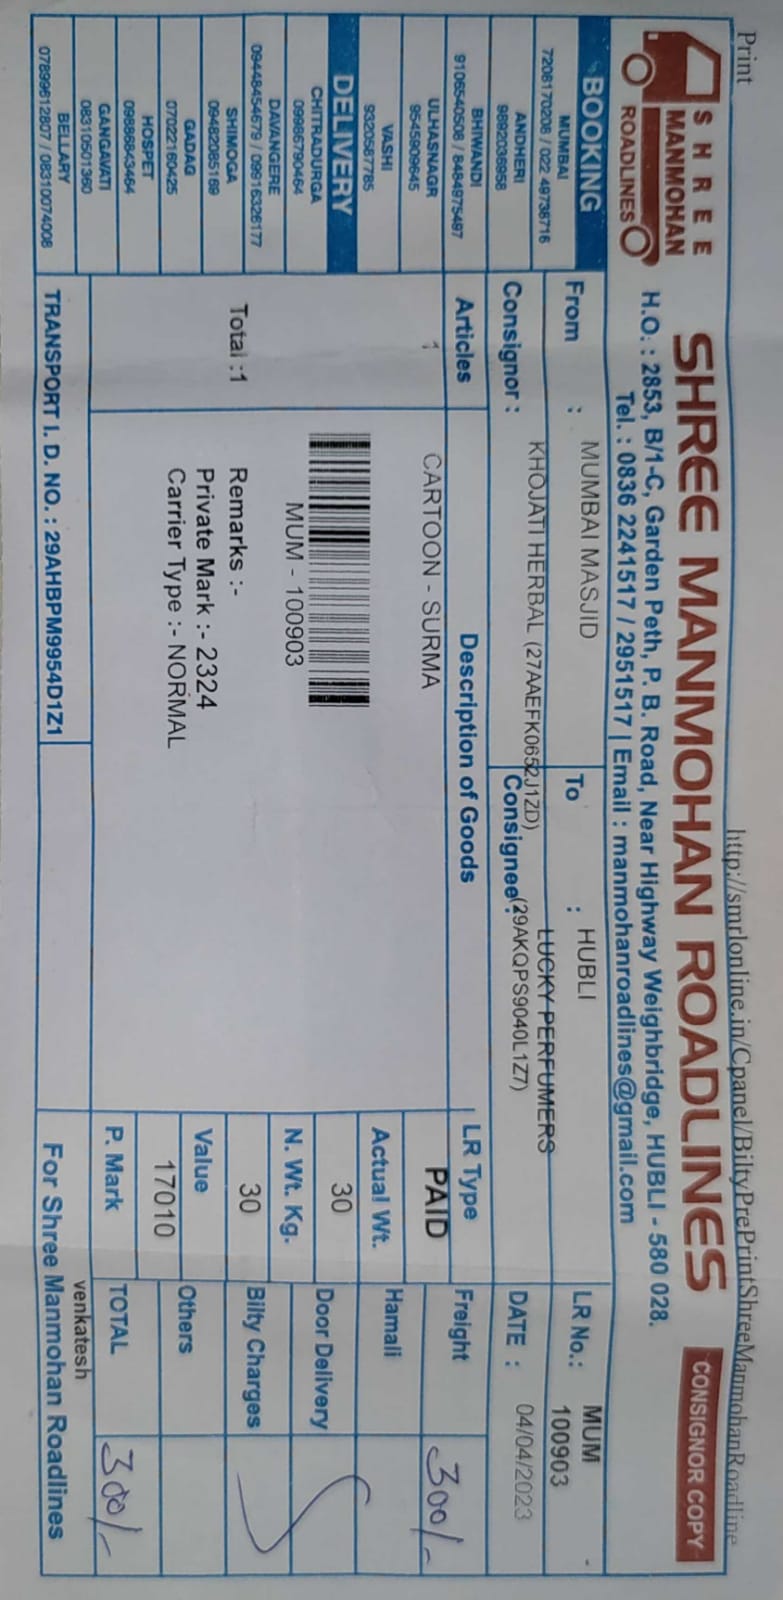 Print
http://smrlonline.in/Cpanel/BiltyPrePrintShreeManmohanRoadline
SHREE
MANMOHAN
ROADLINES
SHREE MANMOHAN ROADLINES
CONSIGNOR COPY
H.O. : 2853, B/1-C, Garden Peth, P. B. Road, Near Highway Weighbridge, HUBLI - 580 028.
Tel. : 0836 2241517 / 2951517 | Email : manmohanroadlines@gmail.com
BOOKING
MUMBAI
7208170208 / 022 49738716
ANDHERI
9892036958
BHIWANDI
9106540508 / 8484975497
ULHASNAGR
9545909645
VASHI
9320587785
DELIVERY
CHITRADURGA
09986790464
DAVANGERE
09448454679 / 09916326177
SHIMOGA
09482085169
GADAG
07022160425
HOSPET
09886843464
GANGAVATI
08310501360
BELLARY
07899612807 / 08310074008
From : MUMBAI MASJID
To : HUBLI
LR No.: MUM -
100903
Consignor :
KHOJATI HERBAL (27AAEFK0652J1ZD)
Consignee :
LUCKY PERFUMERS
(29AKQPS9040L1Z7)
DATE : 04/04/2023
Articles
Description of Goods
LR Type
PAID
Freight
300/-
1
CARTOON - SURMA
Actual Wt.
30
Hamali
MUM - 100903
N. Wt. Kg.
30
Door Delivery
Total :1
Remarks :-
Private Mark :- 2324
Carrier Type :- NORMAL
Value
17010
Bilty Charges
Others
P. Mark
TOTAL
300/-
TRANSPORT I. D. NO. : 29AHBPM9954D1Z1
venkatesh
For Shree Manmohan Roadlines